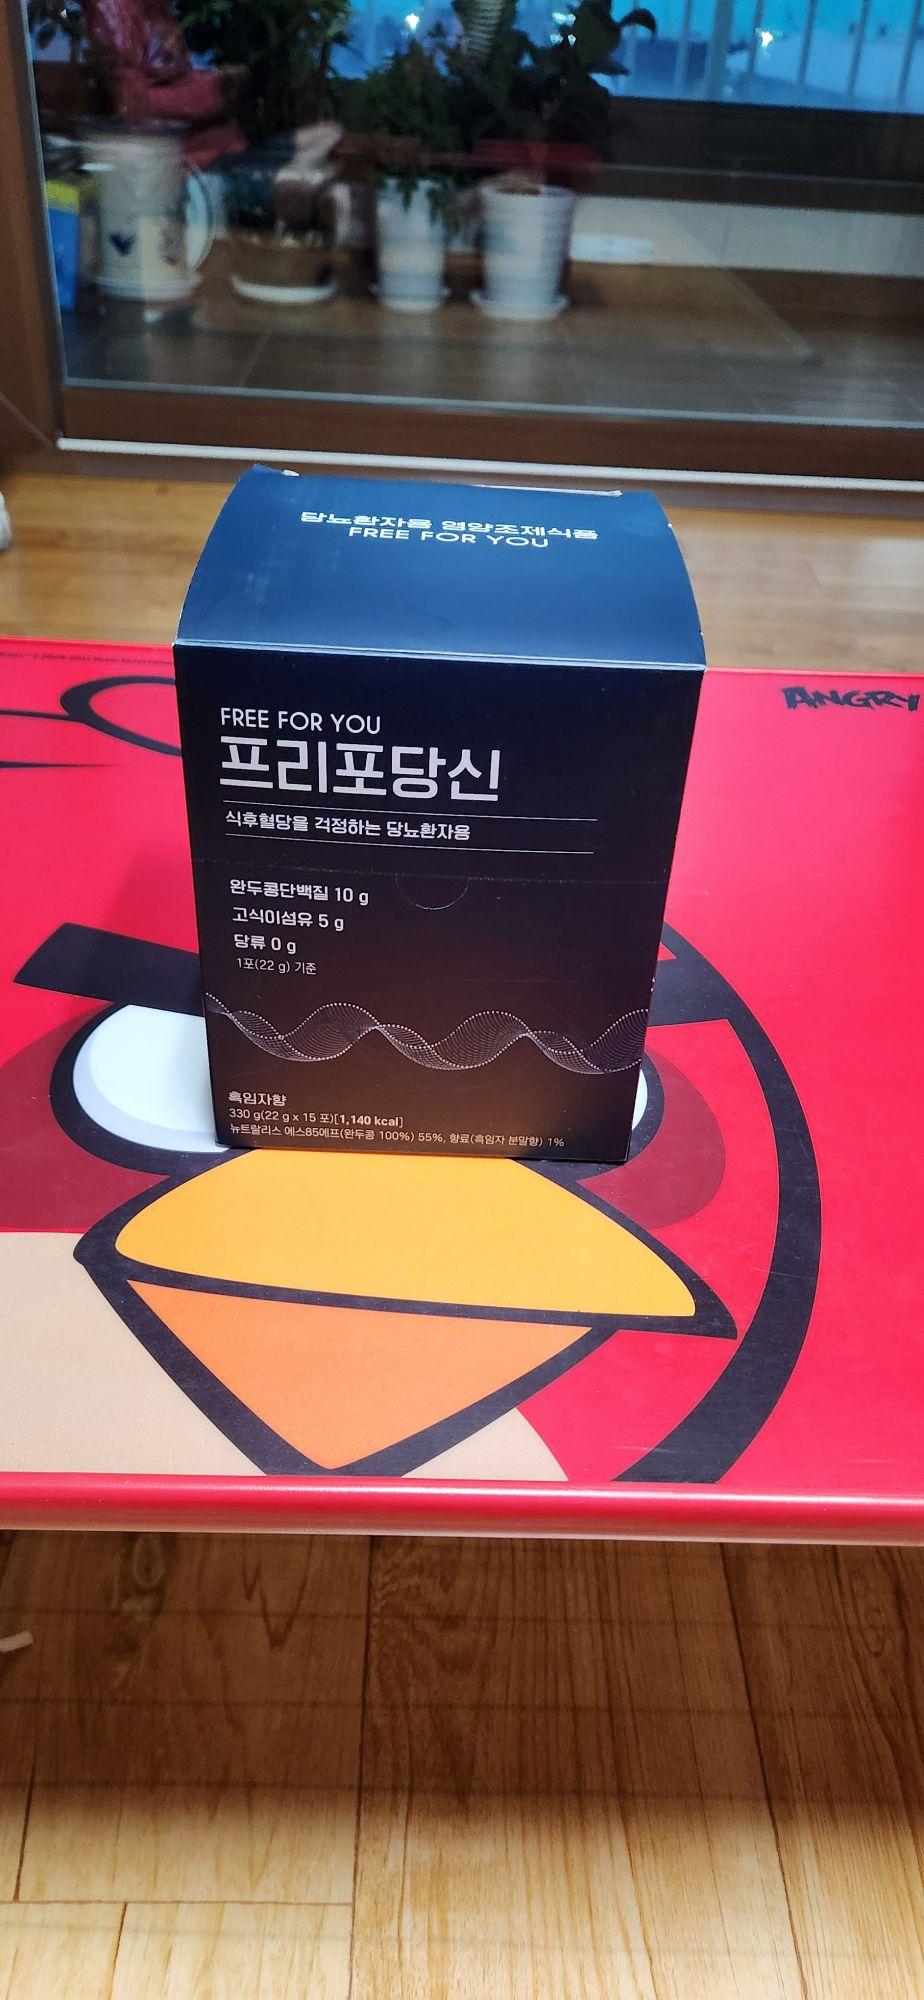 당뇨환자용 영양조제식품
FREE FOR YOU
ANGRY
FREE FOR YOU
프리포당신
식후혈당을 걱정하는 당뇨환자용
완두콩단백질 10 g
고식이섬유 5 g
당류 0 g
1포(22 g) 기준
흑임자향
330 g(22 g x 15 포)[1,140 kcal]
뉴트랄리스 에스85에프(완두콩 100%) 55%, 향료(흑임자 분말향) 1%